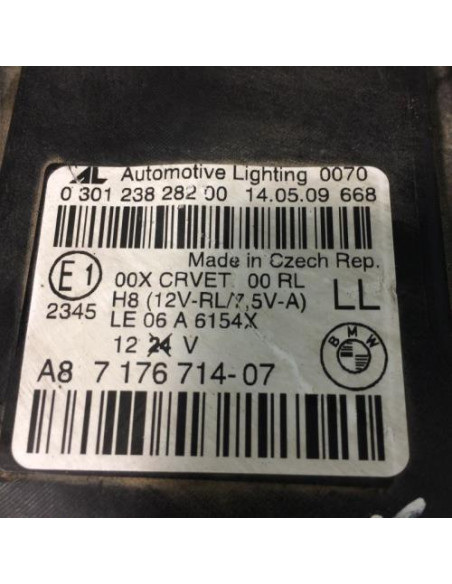 AL Automotive Lighting 0070
0 301 238 282 00 14.05.09 668
Made in Czech Rep.
E1 00X CRVET 00 RL LL
2345 H8 (12V-RL/7,5V-A)
LE 06 A 6154X
12 24 V
BMW
A8 7 176 714-07